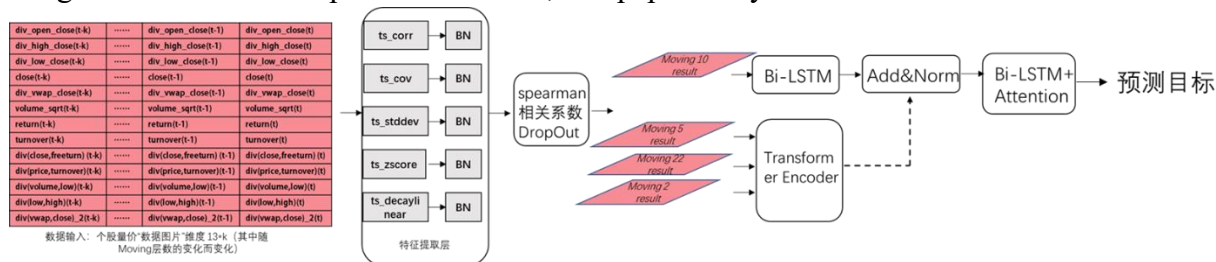 div_open_close(t-k) ...... div_open_close(t-1) div_open_close(t)
div_high_close(t-k) ...... div_high_close(t-1) div_high_close(t)
div_low_close(t-k) ...... div_low_close(t-1) div_low_close(t)
close(t-k) ...... close(t-1) close(t)
div_vwap_close(t-k) ...... div_vwap_close(t-1) div_vwap_close(t)
volume_sqrt(t-k) ...... volume_sqrt(t-1) volume_sqrt(t)
return(t-k) ...... return(t-1) return(t)
turnover(t-k) ...... turnover(t-1) turnover(t)
div(close,freeturn) (t-k) ...... div(close,freeturn) (t-1) div(close,freeturn) (t)
div(price,turnover)(t-k) ...... div(price,turnover)(t-1) div(price,turnover)(t)
div(volume,low)(t-k) ...... div(volume,low)(t-1) div(volume,low)(t)
div(low,high)(t-k) ...... div(low,high)(t-1) div(low,high)(t)
div(vwap,close)_2(t-k) ...... div(vwap,close)_2(t-1) div(vwap,close)_2(t)
数据输入：个股量价“数据图片”维度 13*k（其中随
Moving层数的变化而变化）
ts_corr BN
ts_cov BN
ts_stddev BN
ts_zscore BN
ts_decayli
near
BN
特征提取层
spearman
相关系数
DropOut
Moving 10
result
Moving 5
result
Moving 22
result
Moving 2
result
Bi-LSTM
Transform
er Encoder
Add&Norm
Bi-LSTM+
Attention
预测目标